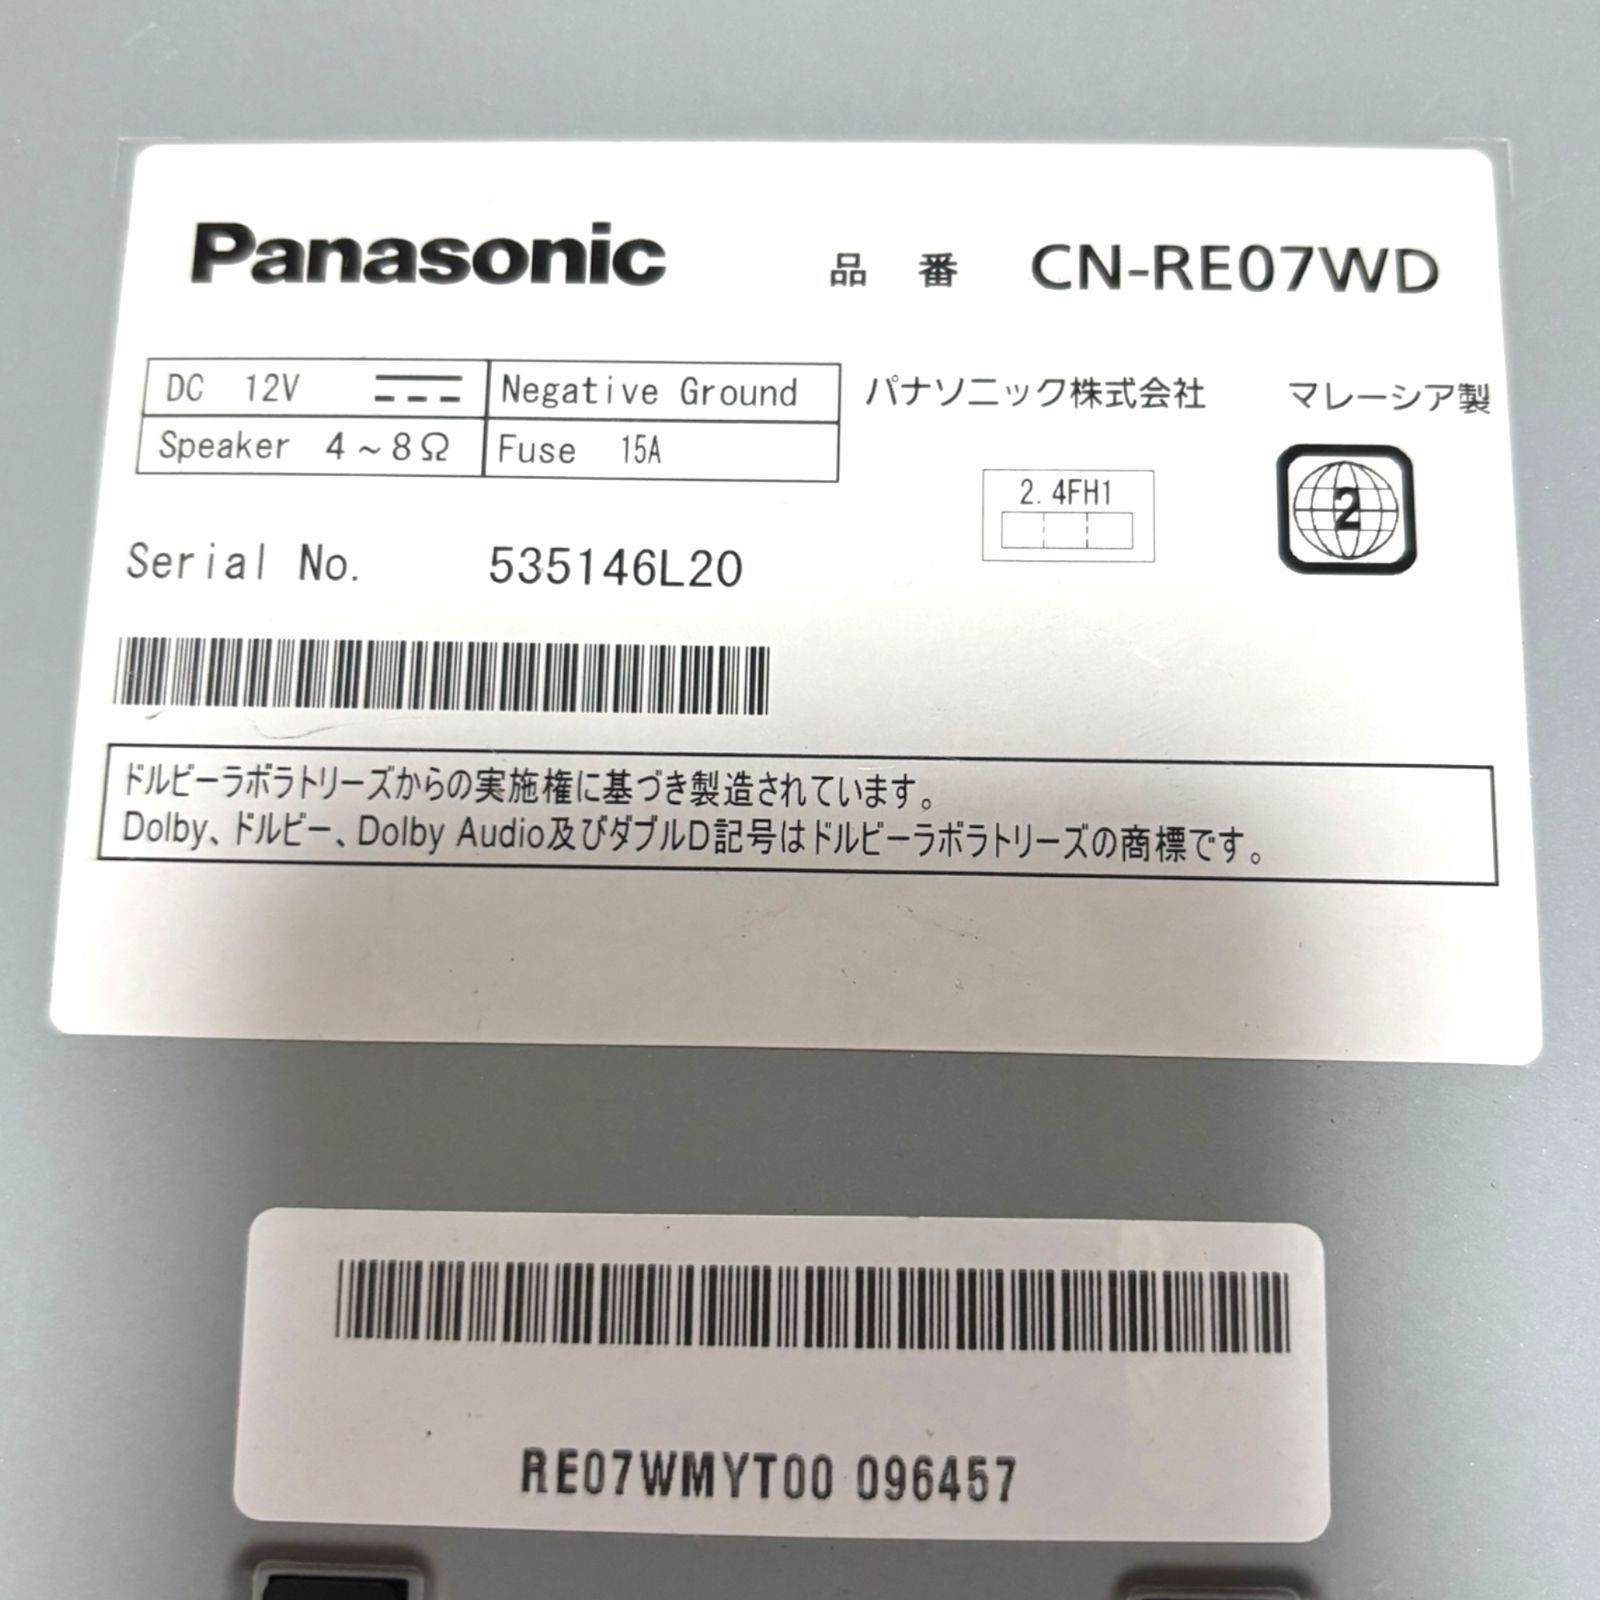 Panasonic 品 番 CN-RE07WD
DC 12V Negative Ground パナソニック株式会社 マレーシア製
Speaker 4~8Ω Fuse 15A
2.4FH1
2
Serial No. 535146L20
ドルビーラボラトリーズからの実施権に基づき製造されています。
Dolby、ドルビー、Dolby Audio及びダブルD記号はドルビーラボラトリーズの商標です。
RE07WMYT00 096457